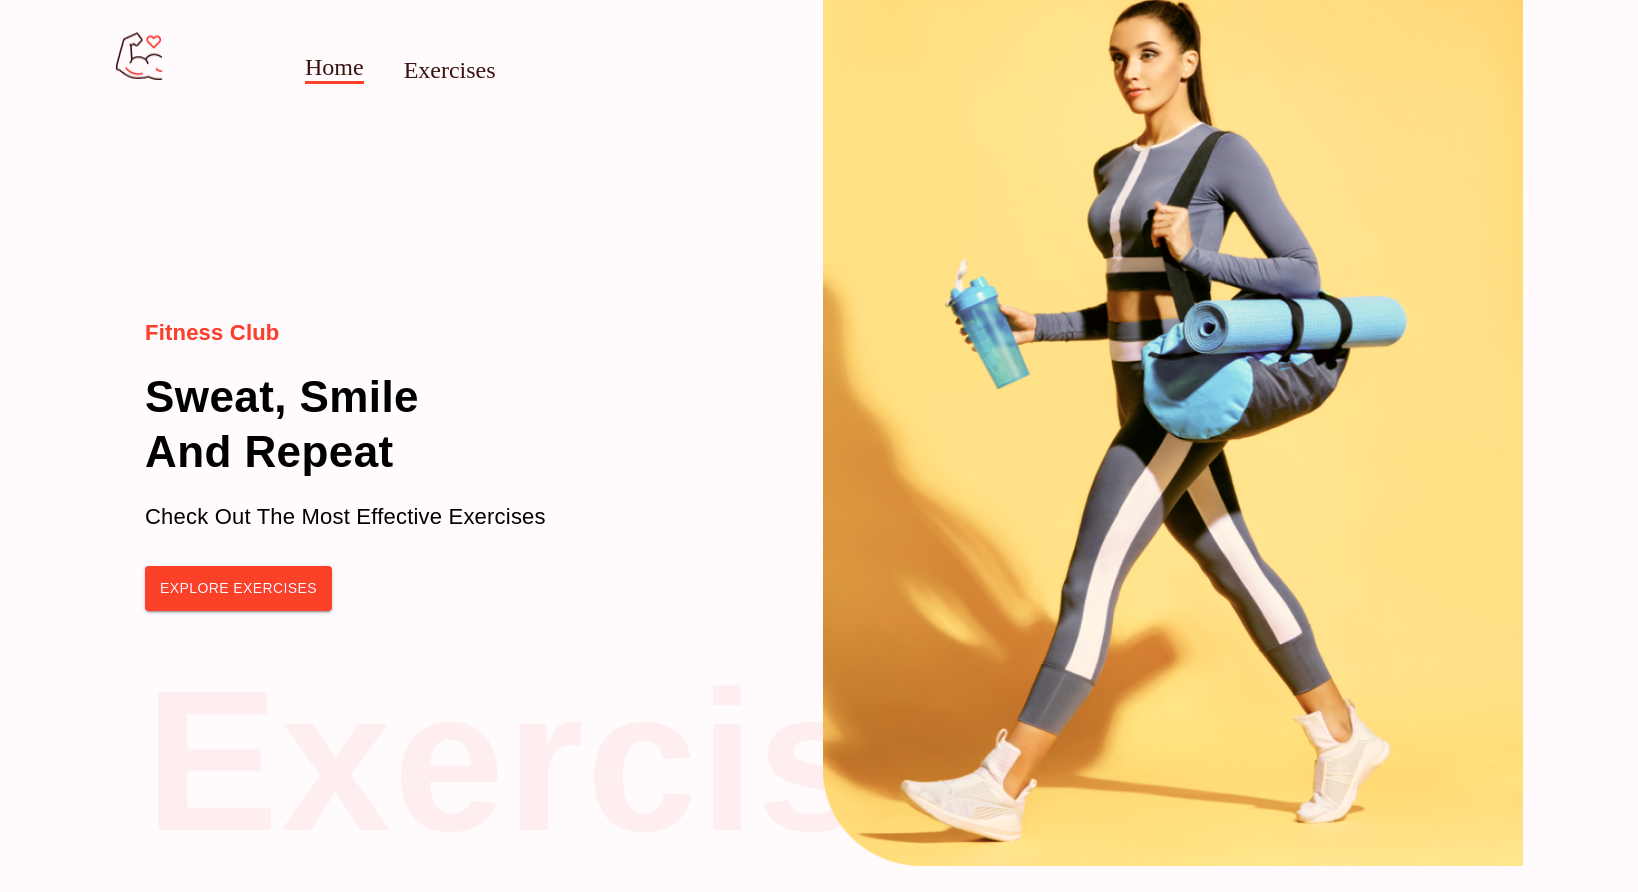 Home
Exercises
Fitness Club
Sweat, Smile
And Repeat
Check Out The Most Effective Exercises
EXPLORE EXERCISES
Exercis